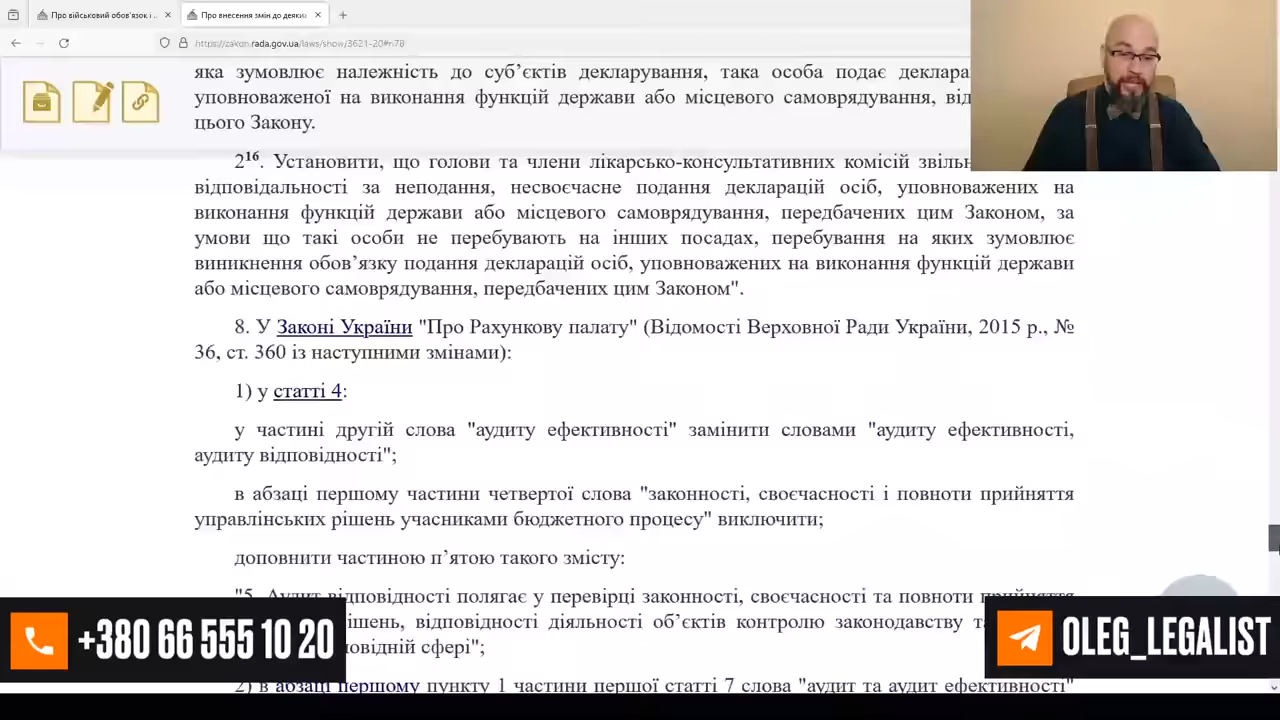 Про військовий обов'язок і ..
Про внесення змін до деяких
https://zakon.rada.gov.ua/laws/show/3621-20#n78
яка зумовлює належність до суб’єктів декларування, така особа подає
уповноваженої на виконання функцій держави або місцевого самоврядування,
цього Закону.
2¹⁶. Установити, що голови та члени лікарсько-консультативних комісій
відповідальності за неподання, несвоєчасне подання декларацій осіб, уповноважених на
виконання функцій держави або місцевого самоврядування, передбачених цим Законом, за
умови що такі особи не перебувають на інших посадах, перебування на яких зумовлює
виникнення обов’язку подання декларацій осіб, уповноважених на виконання функцій держави
або місцевого самоврядування, передбачених цим Законом".
8. У Законі України "Про Рахункову палату" (Відомості Верховної Ради України, 2015 р., №
36, ст. 360 із наступними змінами):
1) у статті 4:
у частині другій слова "аудиту ефективності" замінити словами "аудиту ефективності,
аудиту відповідності";
в абзаці першому частини четвертої слова "законності, своєчасності і повноти прийняття
управлінських рішень учасниками бюджетного процесу" виключити;
доповнити частиною п’ятою такого змісту:
"5. Аудит відповідності полягає у перевірці законності, своєчасності та повноти прийняття
відповідності діяльності об’єктів контролю законодавству
сфері";
2) в абзаці першому пункту 1 частини першої статті 7 слова "аудит та аудит ефективності"
+380 66 555 10 20
OLEG_LEGALIST